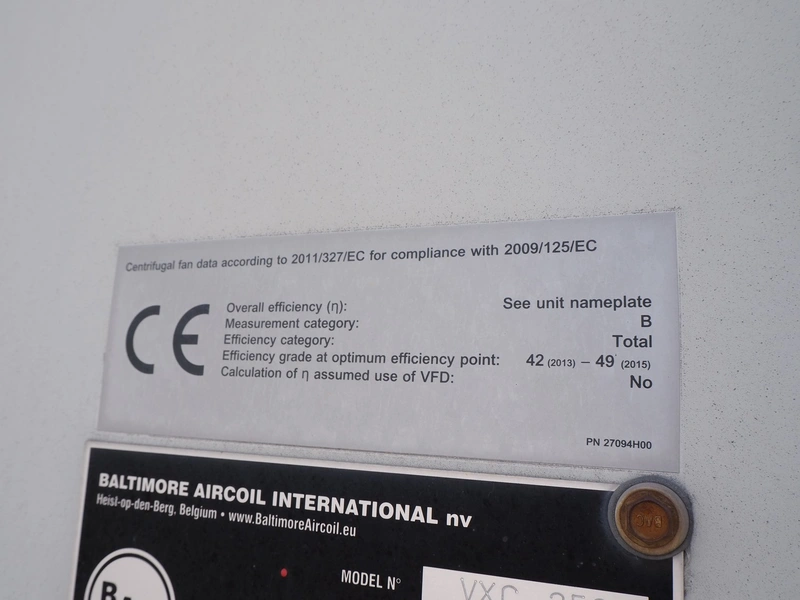 Centrifugal fan data according to 2011/327/EC for compliance with 2009/125/EC
CE
Overall efficiency (η): See unit nameplate
Measurement category: B
Efficiency category: Total
Efficiency grade at optimum efficiency point: 42 (2013) – 49 (2015)
Calculation of η assumed use of VFD: No
PN 27094H00
BALTIMORE AIRCOIL INTERNATIONAL nv
Heist-op-den-Berg, Belgium • www.BaltimoreAircoil.eu
MODEL N° VXC